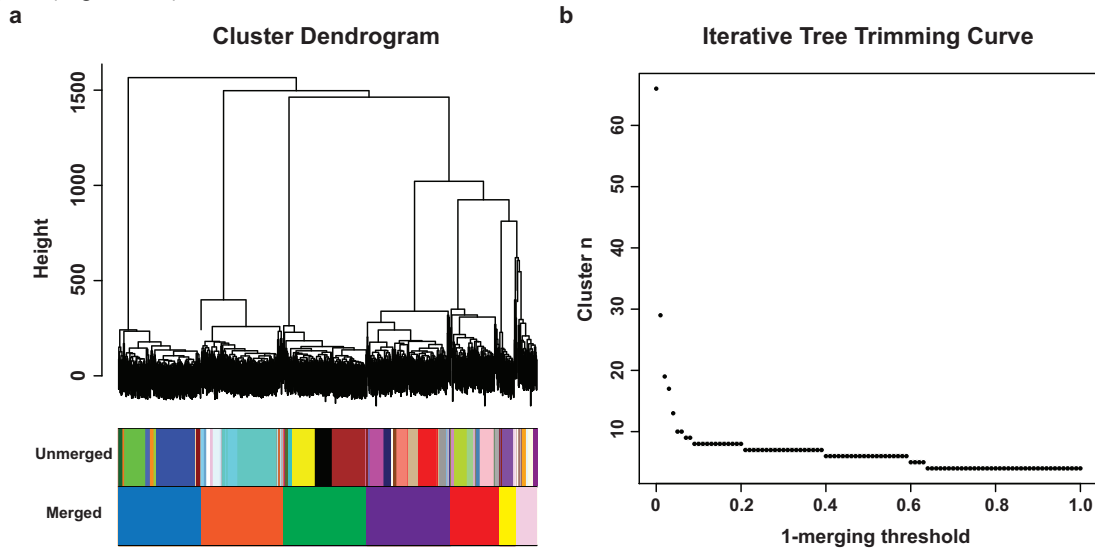 a
Cluster Dendrogram
Height
1500
1000
500
0
Unmerged
Merged
b
Iterative Tree Trimming Curve
Cluster n
60
50
40
30
20
10
0 0.2 0.4 0.6 0.8 1.0
1-merging threshold